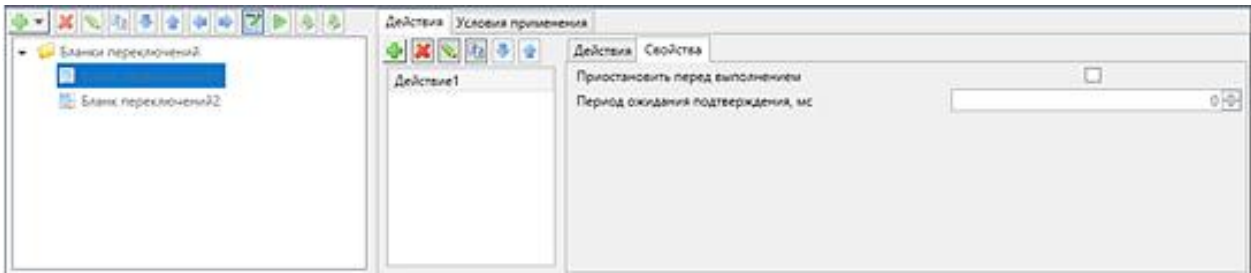 Действия Условия применения
Бланки переключений
Бланк переключений2
Действия Свойства
Действие1
Приостановить перед выполнением
Период ожидания подтверждения, мс
0